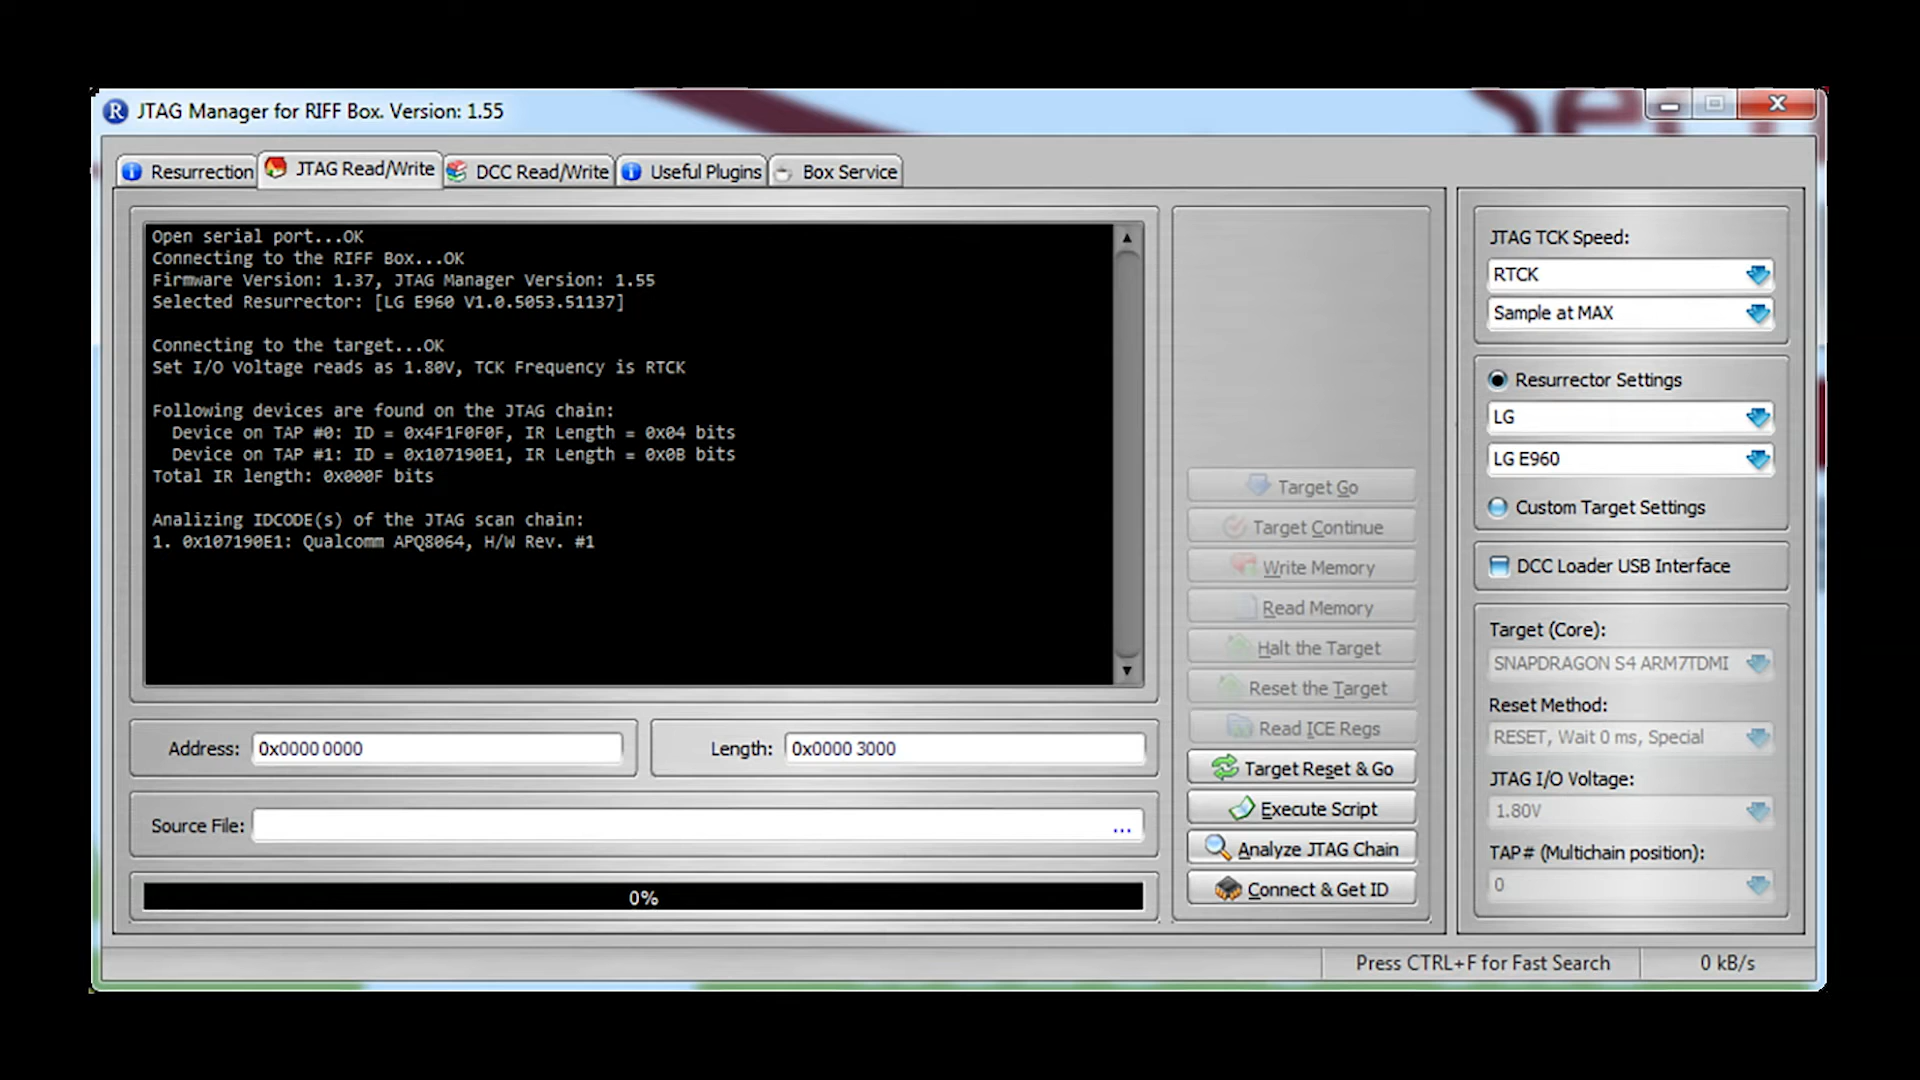 R JTAG Manager for RIFF Box. Version: 1.55
Resurrection JTAG Read/Write DCC Read/Write Useful Plugins Box Service
Open serial port...OK
Connecting to the RIFF Box...OK
Firmware Version: 1.37, JTAG Manager Version: 1.55
Selected Resurrector: [LG E960 V1.0.5053.51137]
Connecting to the target...OK
Set I/O Voltage reads as 1.80V, TCK Frequency is RTCK
Following devices are found on the JTAG chain:
Device on TAP #0: ID = 0x4F1F0F0F, IR Length = 0x04 bits
Device on TAP #1: ID = 0x107190E1, IR Length = 0x0B bits
Total IR length: 0x000F bits
Analizing IDCODE(s) of the JTAG scan chain:
1. 0x107190E1: Qualcomm APQ8064, H/W Rev. #1
Address: 0x0000 0000
Length: 0x0000 3000
Source File: ...
0%
Target Go
Target Continue
Write Memory
Read Memory
Halt the Target
Reset the Target
Read ICE Regs
Target Reset & Go
Execute Script
Analyze JTAG Chain
Connect & Get ID
JTAG TCK Speed:
RTCK
Sample at MAX
Resurrector Settings
LG
LG E960
Custom Target Settings
DCC Loader USB Interface
Target (Core):
SNAPDRAGON S4 ARM7TDMI
Reset Method:
RESET, Wait 0 ms, Special
JTAG I/O Voltage:
1.80V
TAP# (Multichain position):
0
Press CTRL+F for Fast Search
0 kB/s